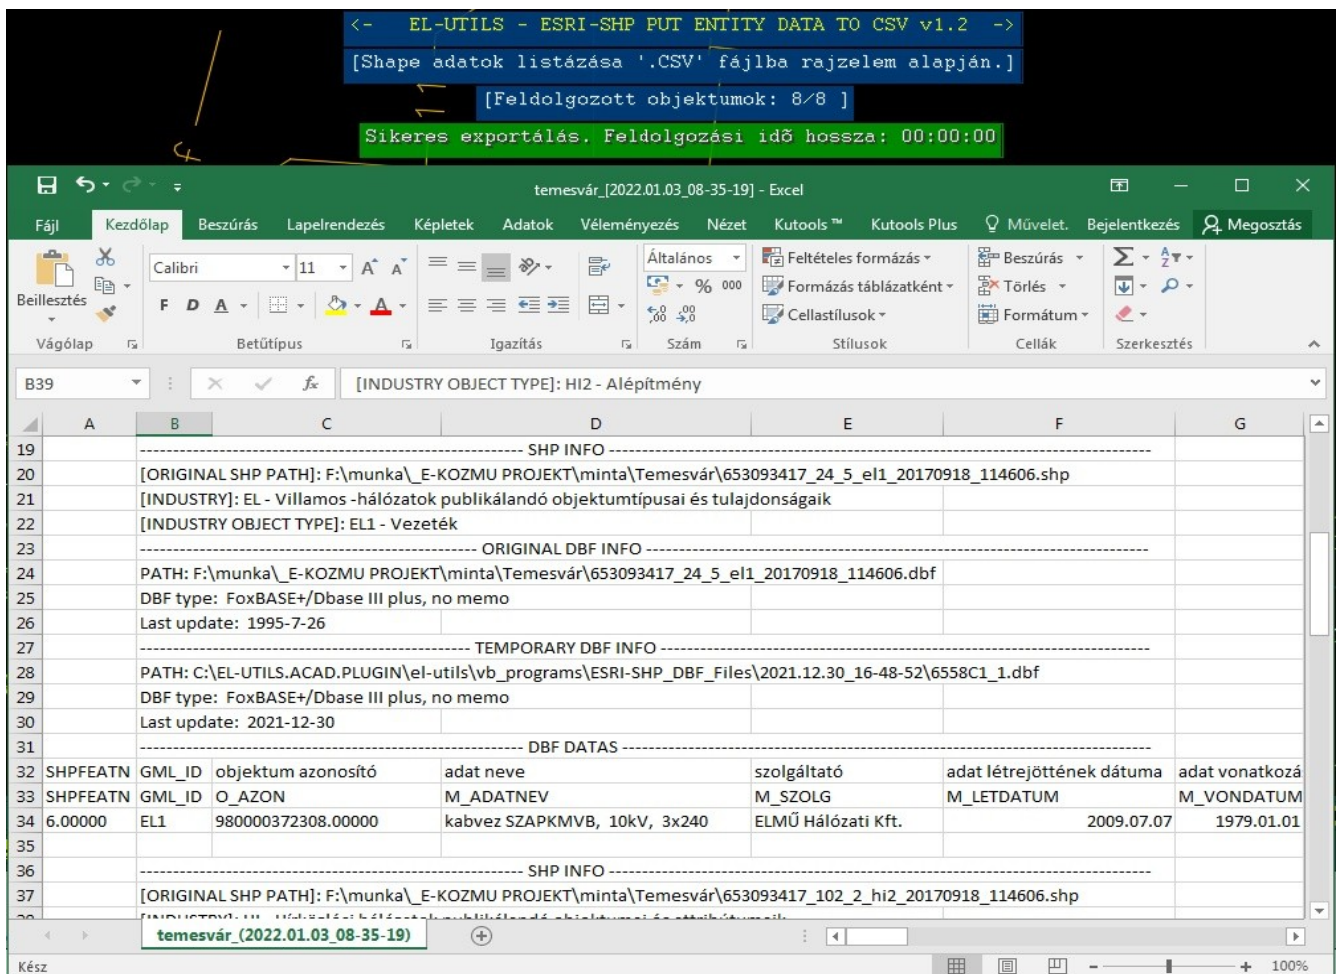 <-   EL-UTILS - ESRI-SHP PUT ENTITY DATA TO CSV v1.2  ->
[Shape adatok listázása '.CSV' fájlba rajzelem alapján.]
[Feldolgozott objektumok: 8/8 ]
Sikeres exportálás. Feldolgozási idő hossza: 00:00:00
temesvár_[2022.01.03_08-35-19] - Excel
Fájl Kezdőlap Beszúrás Lapelrendezés Képletek Adatok Véleményezés Nézet Kutools ™ Kutools Plus Művelet. Bejelentkezés Megosztás
Beillesztés
Calibri 11
F D A
Általános
% 000
Feltételes formázás
Formázás táblázatként
Cellastílusok
Beszúrás
Törlés
Formátum
Vágólap Betűtípus Igazítás Szám Stílusok Cellák Szerkesztés
B39 fx [INDUSTRY OBJECT TYPE]: HI2 - Alépítmény
A B C D E F G
19 ---------- SHP INFO ----------
20 [ORIGINAL SHP PATH]: F:\munka\_E-KOZMU PROJEKT\minta\Temesvár\653093417_24_5_el1_20170918_114606.shp
21 [INDUSTRY]: EL - Villamos -hálózatok publikálandó objektumtípusai és tulajdonságaik
22 [INDUSTRY OBJECT TYPE]: EL1 - Vezeték
23 ---------- ORIGINAL DBF INFO ----------
24 PATH: F:\munka\_E-KOZMU PROJEKT\minta\Temesvár\653093417_24_5_el1_20170918_114606.dbf
25 DBF type:  FoxBASE+/Dbase III plus, no memo
26 Last update:  1995-7-26
27 ---------- TEMPORARY DBF INFO ----------
28 PATH: C:\EL-UTILS.ACAD.PLUGIN\el-utils\vb_programs\ESRI-SHP_DBF_Files\2021.12.30_16-48-52\6558C1_1.dbf
29 DBF type:  FoxBASE+/Dbase III plus, no memo
30 Last update:  2021-12-30
31 ---------- DBF DATAS ----------
32 SHPFEATN GML_ID objektum azonosító adat neve szolgáltató adat létrejöttének dátuma adat vonatkozá
33 SHPFEATN GML_ID O_AZON M_ADATNEV M_SZOLG M_LETDATUM M_VONDATUM
34 6.00000 EL1 980000372308.00000 kabvez SZAPKMVB, 10kV, 3x240 ELMŰ Hálózati Kft. 2009.07.07 1979.01.01
35
36 ---------- SHP INFO ----------
37 [ORIGINAL SHP PATH]: F:\munka\_E-KOZMU PROJEKT\minta\Temesvár\653093417_102_2_hi2_20170918_114606.shp
temesvár_(2022.01.03_08-35-19)
Kész 100%